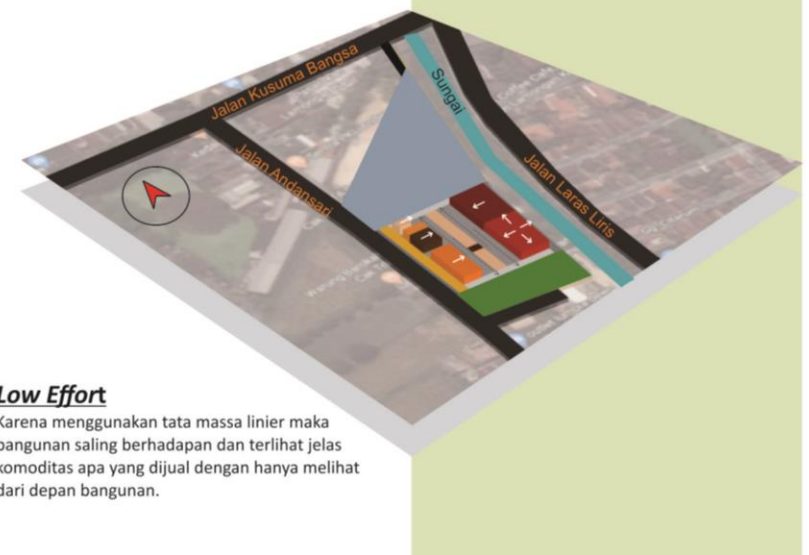 Jalan Kusuma Bangsa
Sungai
Jalan Andansari
Jalan Laras Liris
Low Effort
Karena menggunakan tata massa linier maka
bangunan saling berhadapan dan terlihat jelas
komoditas apa yang dijual dengan hanya melihat
dari depan bangunan.